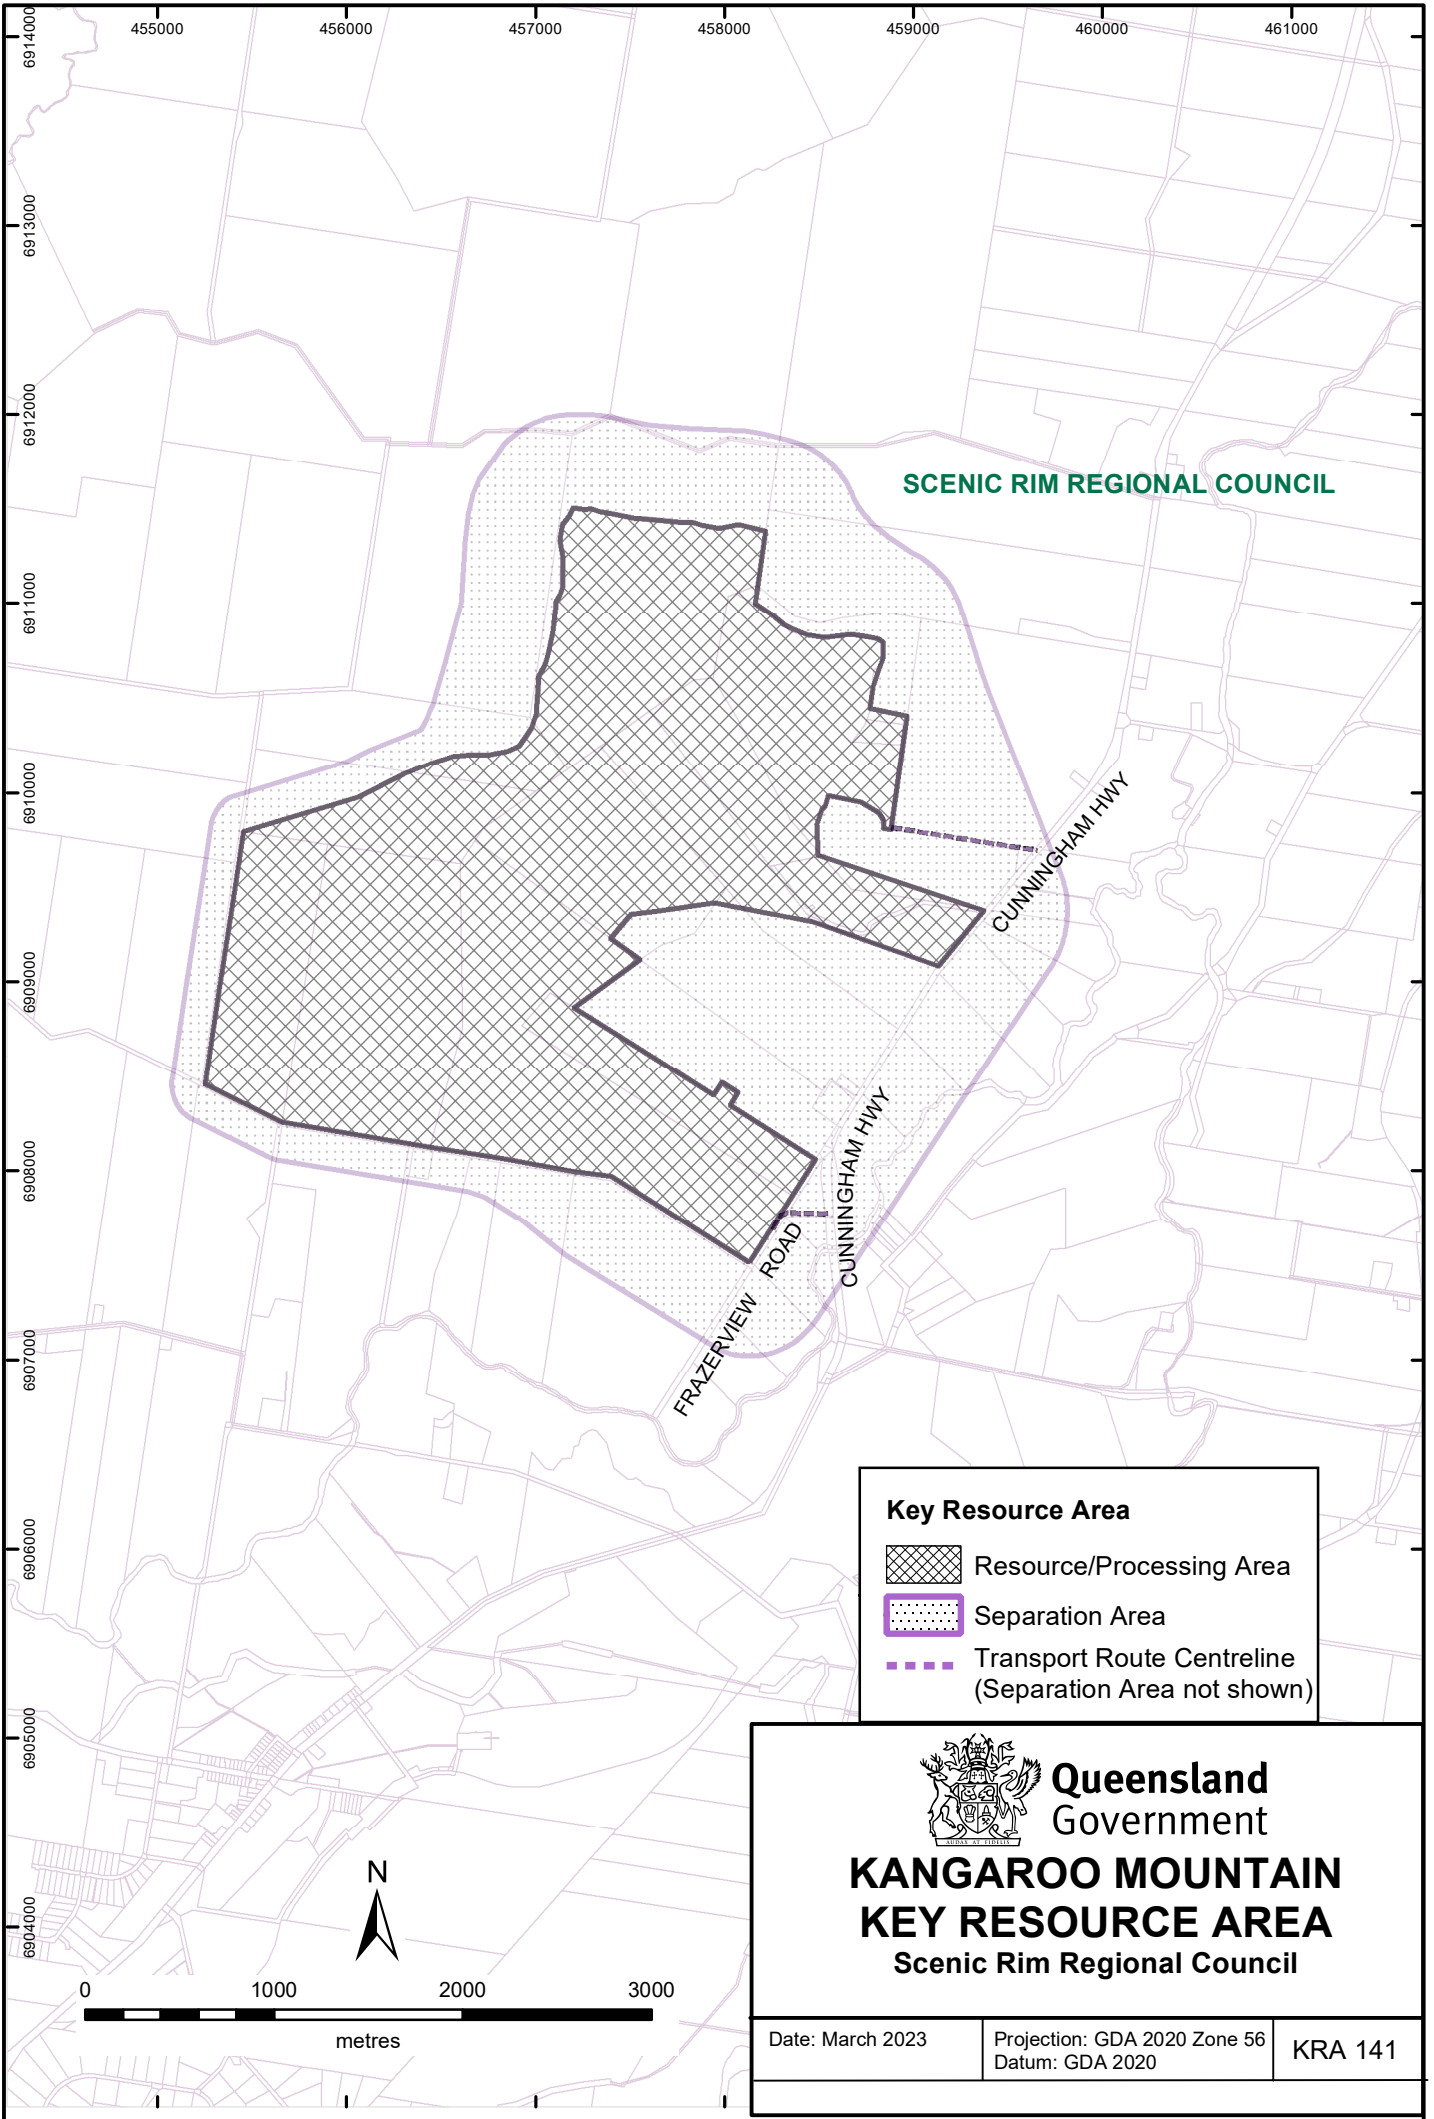 455000
456000
457000
458000
459000
460000
461000
6914000
6913000
6912000
6911000
6910000
6909000
6908000
6907000
6906000
6905000
6904000
SCENIC RIM REGIONAL COUNCIL
CUNNINGHAM HWY
CUNNINGHAM HWY
FRAZERVIEW ROAD
Key Resource Area
Resource/Processing Area
Separation Area
Transport Route Centreline
(Separation Area not shown)
AUDAX AT FIDELIS
Queensland
Government
KANGAROO MOUNTAIN
KEY RESOURCE AREA
Scenic Rim Regional Council
N
0 1000 2000 3000
metres
Date: March 2023
Projection: GDA 2020 Zone 56
Datum: GDA 2020
KRA 141